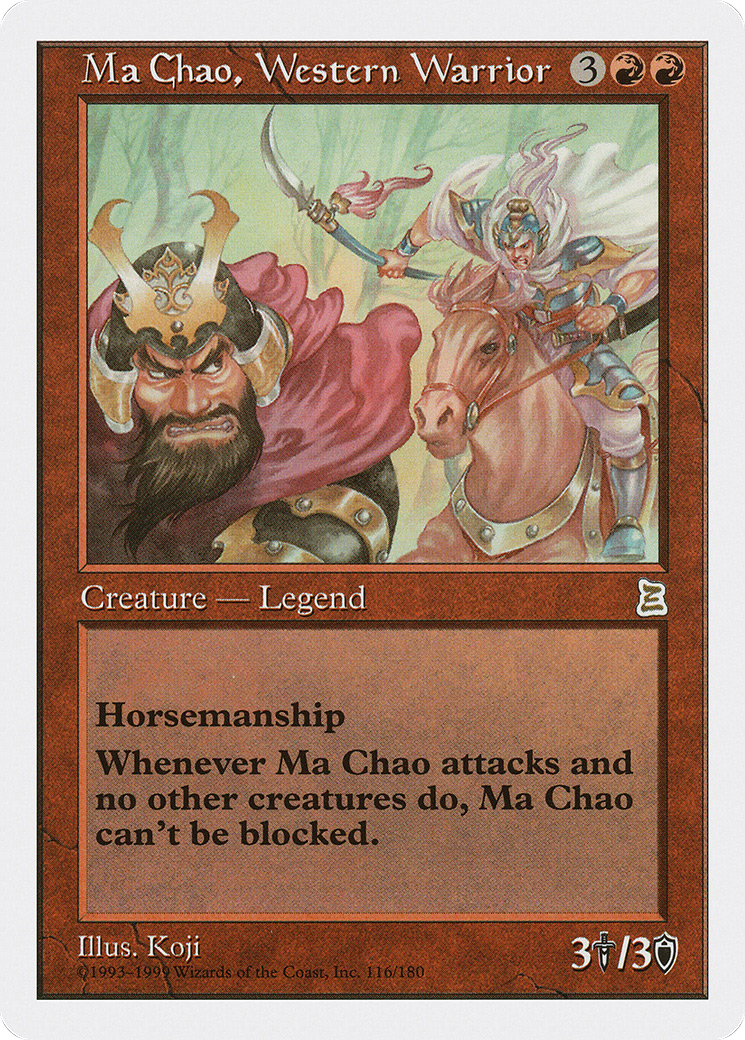 Ma Chao, Western Warrior 3
Creature — Legend
Horsemanship
Whenever Ma Chao attacks and
no other creatures do, Ma Chao
can't be blocked.
Illus. Koji
©1993–1999 Wizards of the Coast, Inc. 116/180
3/3